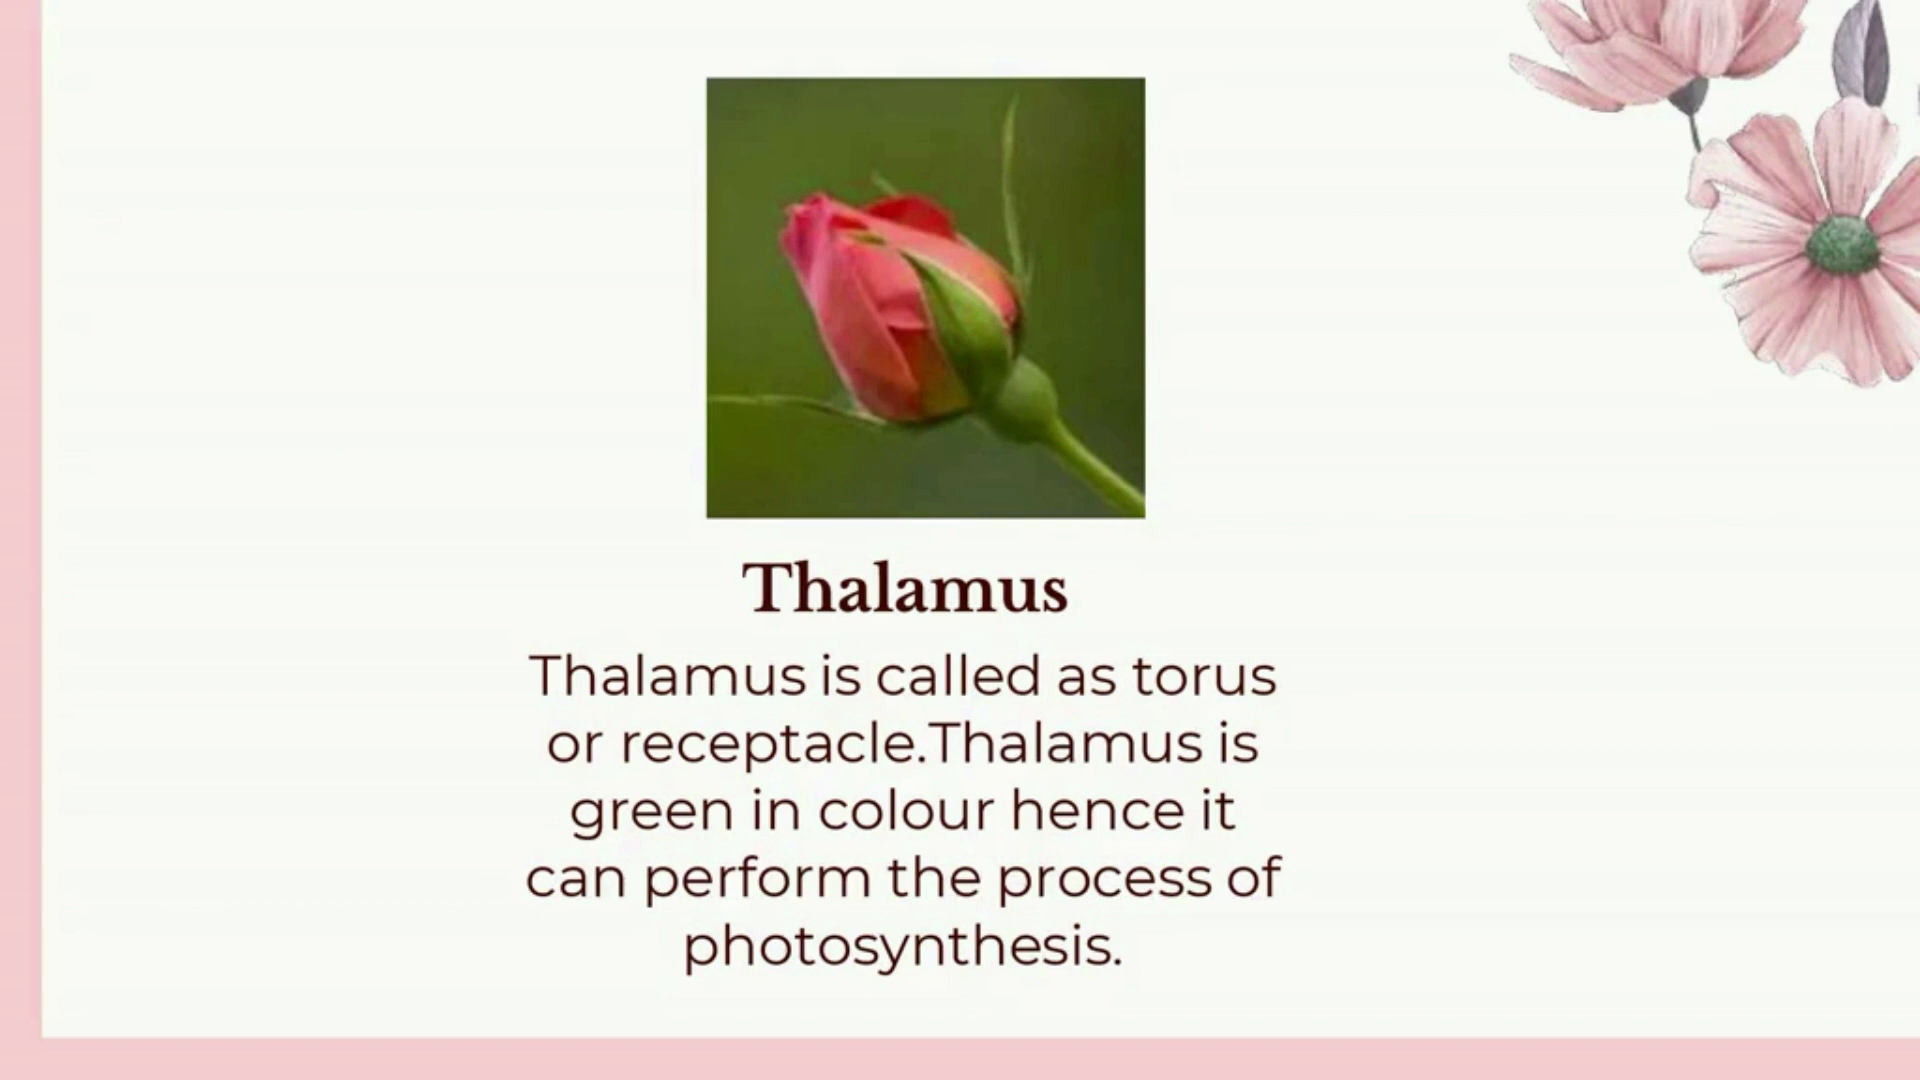 Thalamus
Thalamus is called as torus
or receptacle.Thalamus is
green in colour hence it
can perform the process of
photosynthesis.